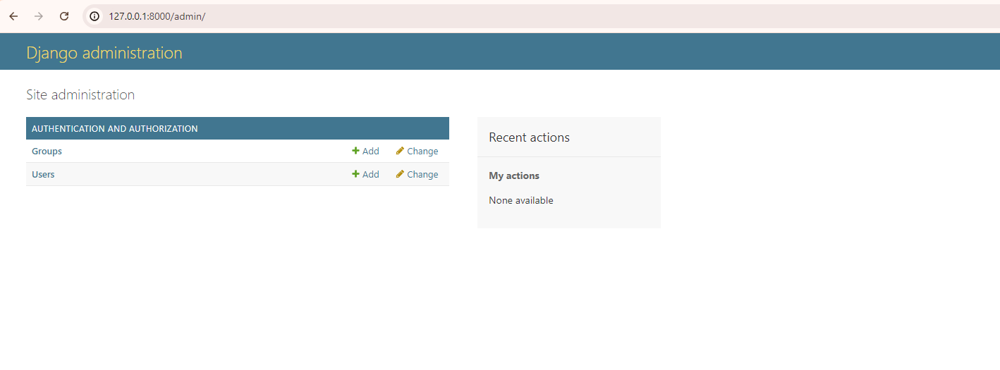 127.0.0.1:8000/admin/
Django administration
Site administration
AUTHENTICATION AND AUTHORIZATION
Groups Add Change
Users Add Change
Recent actions
My actions
None available